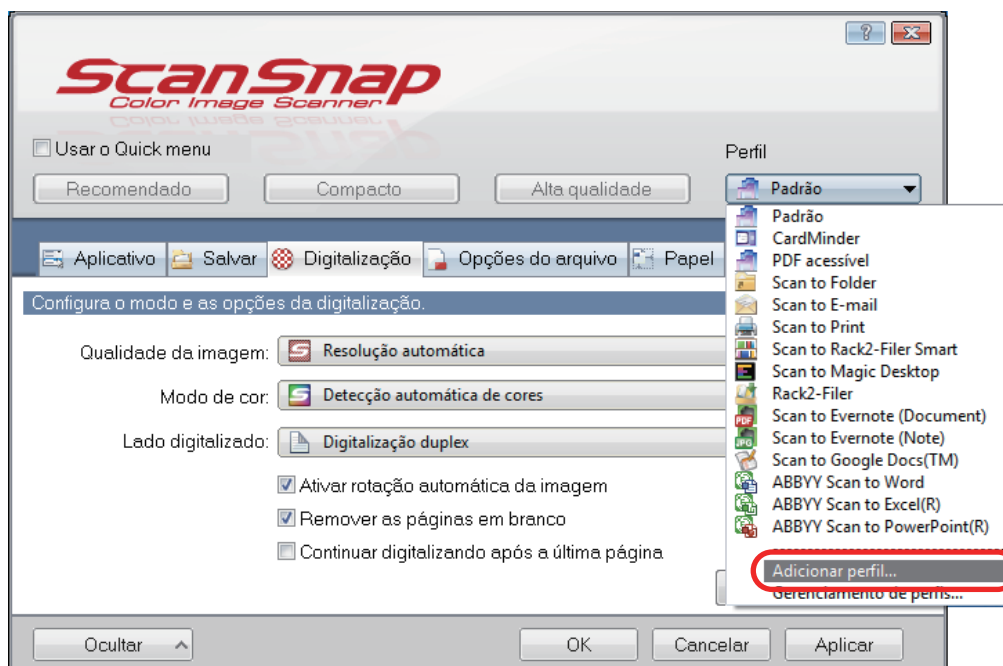 ScanSnap
Color Image Scanner
Usar o Quick menu
Perfil
Recomendado Compacto Alta qualidade Padrão
Padrão
CardMinder
PDF acessível
Scan to Folder
Scan to E-mail
Scan to Print
Scan to Rack2-Filer Smart
Scan to Magic Desktop
Rack2-Filer
Scan to Evernote (Document)
Scan to Evernote (Note)
Scan to Google Docs(TM)
ABBYY Scan to Word
ABBYY Scan to Excel(R)
ABBYY Scan to PowerPoint(R)
Adicionar perfil...
Gerenciamento de perfis...
Aplicativo Salvar Digitalização Opções do arquivo Papel
Configura o modo e as opções da digitalização.
Qualidade da imagem: Resolução automática
Modo de cor: Detecção automática de cores
Lado digitalizado: Digitalização duplex
Ativar rotação automática da imagem
Remover as páginas em branco
Continuar digitalizando após a última página
Ocultar OK Cancelar Aplicar